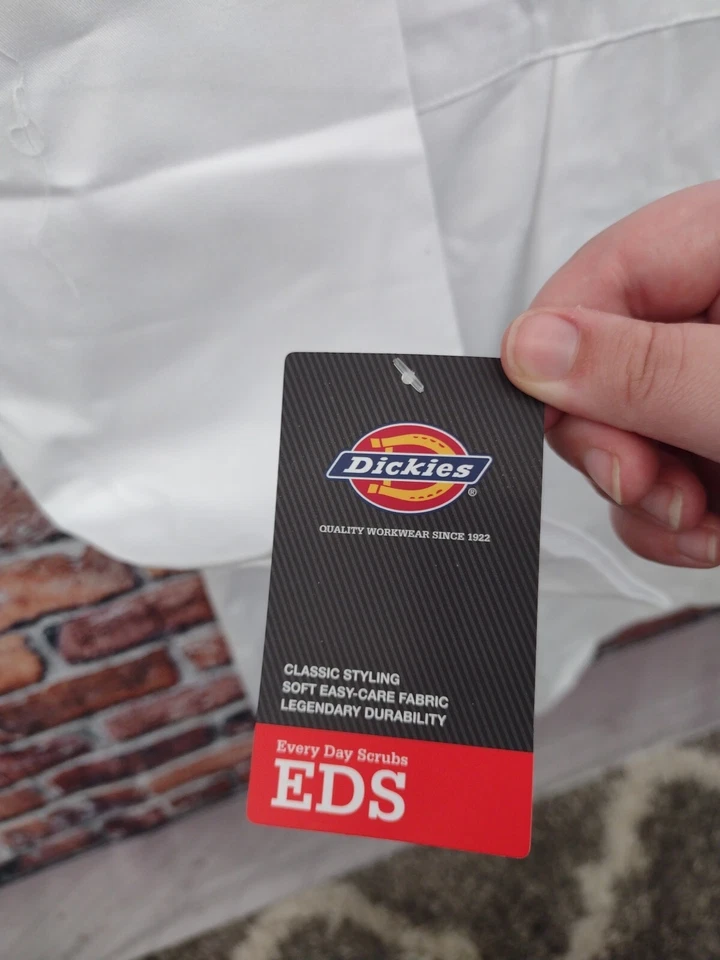 Dickies®
QUALITY WORKWEAR SINCE 1922
CLASSIC STYLING
SOFT EASY-CARE FABRIC
LEGENDARY DURABILITY
Every Day Scrubs
EDS